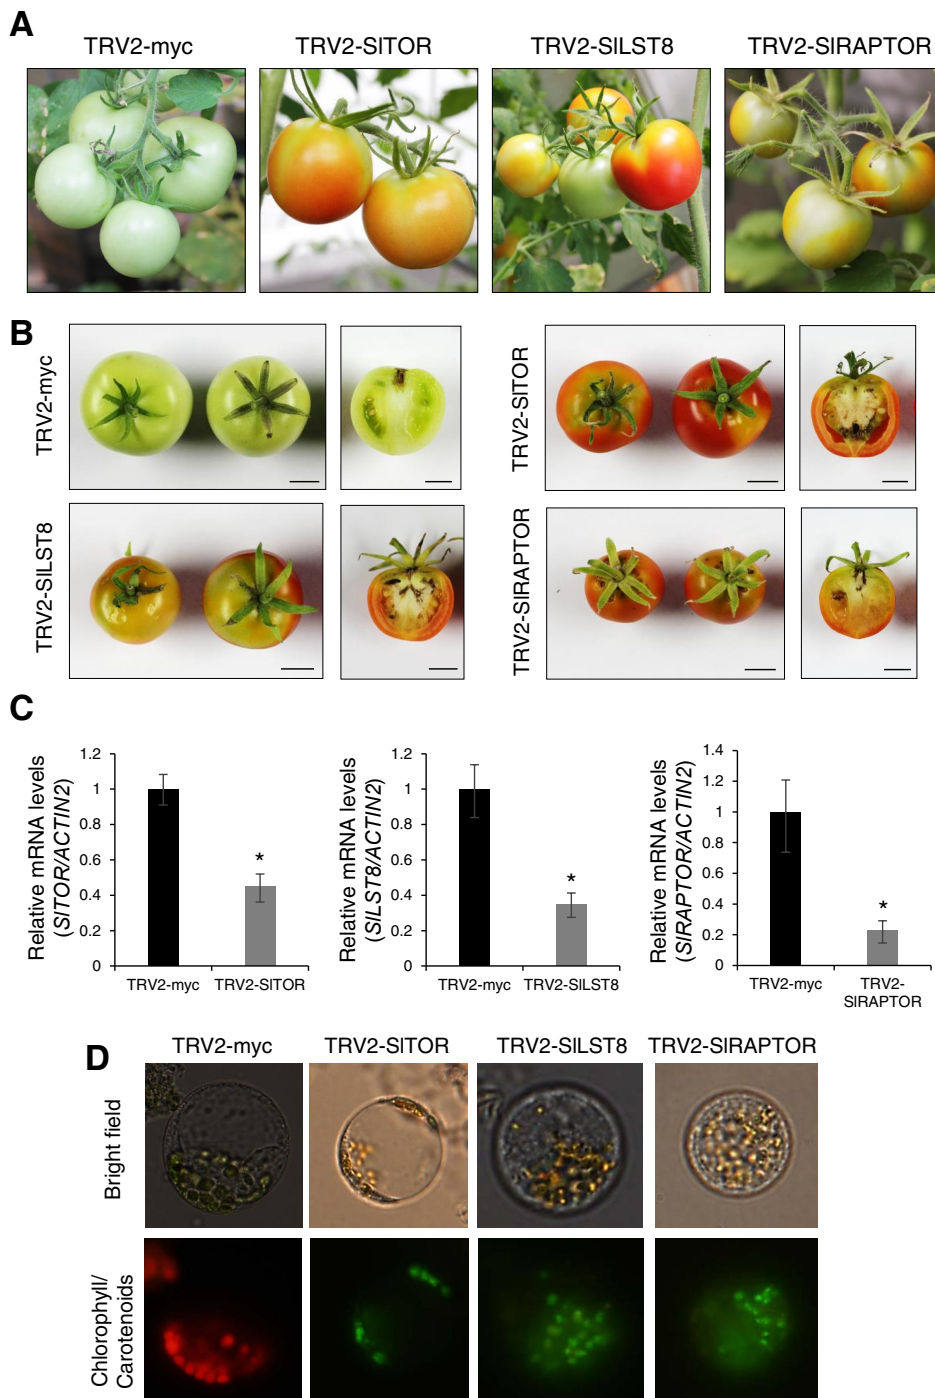 A
TRV2-myc
TRV2-SlTOR
TRV2-SlLST8
TRV2-SlRAPTOR
B
TRV2-myc
TRV2-SlTOR
TRV2-SlLST8
TRV2-SlRAPTOR
C
Relative mRNA levels
(SlTOR/ACTIN2)
1.2
1
0.8
0.6
0.4
0.2
0
*
TRV2-myc
TRV2-SlTOR
Relative mRNA levels
(SlLST8/ACTIN2)
1.2
1
0.8
0.6
0.4
0.2
0
*
TRV2-myc
TRV2-SlLST8
Relative mRNA levels
(SlRAPTOR/ACTIN2)
1.4
1.2
1
0.8
0.6
0.4
0.2
0
*
TRV2-myc
TRV2-
SlRAPTOR
D
TRV2-myc
TRV2-SlTOR
TRV2-SlLST8
TRV2-SlRAPTOR
Bright field
Chlorophyll/
Carotenoids